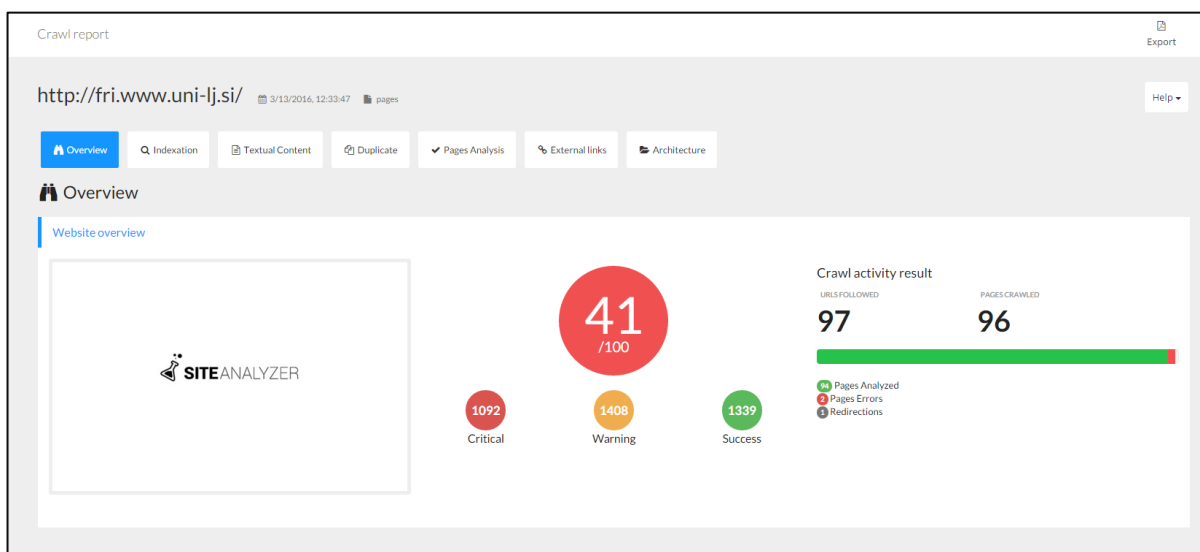 Crawl report
Export
http://fri.www.uni-lj.si/ 3/13/2016, 12:33:47 pages
Help
Overview Indexation Textual Content Duplicate Pages Analysis External links Architecture
Overview
Website overview
SITEANALYZER
41
/100
1092 1408 1339
Critical Warning Success
Crawl activity result
URLS FOLLOWED PAGES CRAWLED
97 96
94 Pages Analyzed
2 Pages Errors
1 Redirections